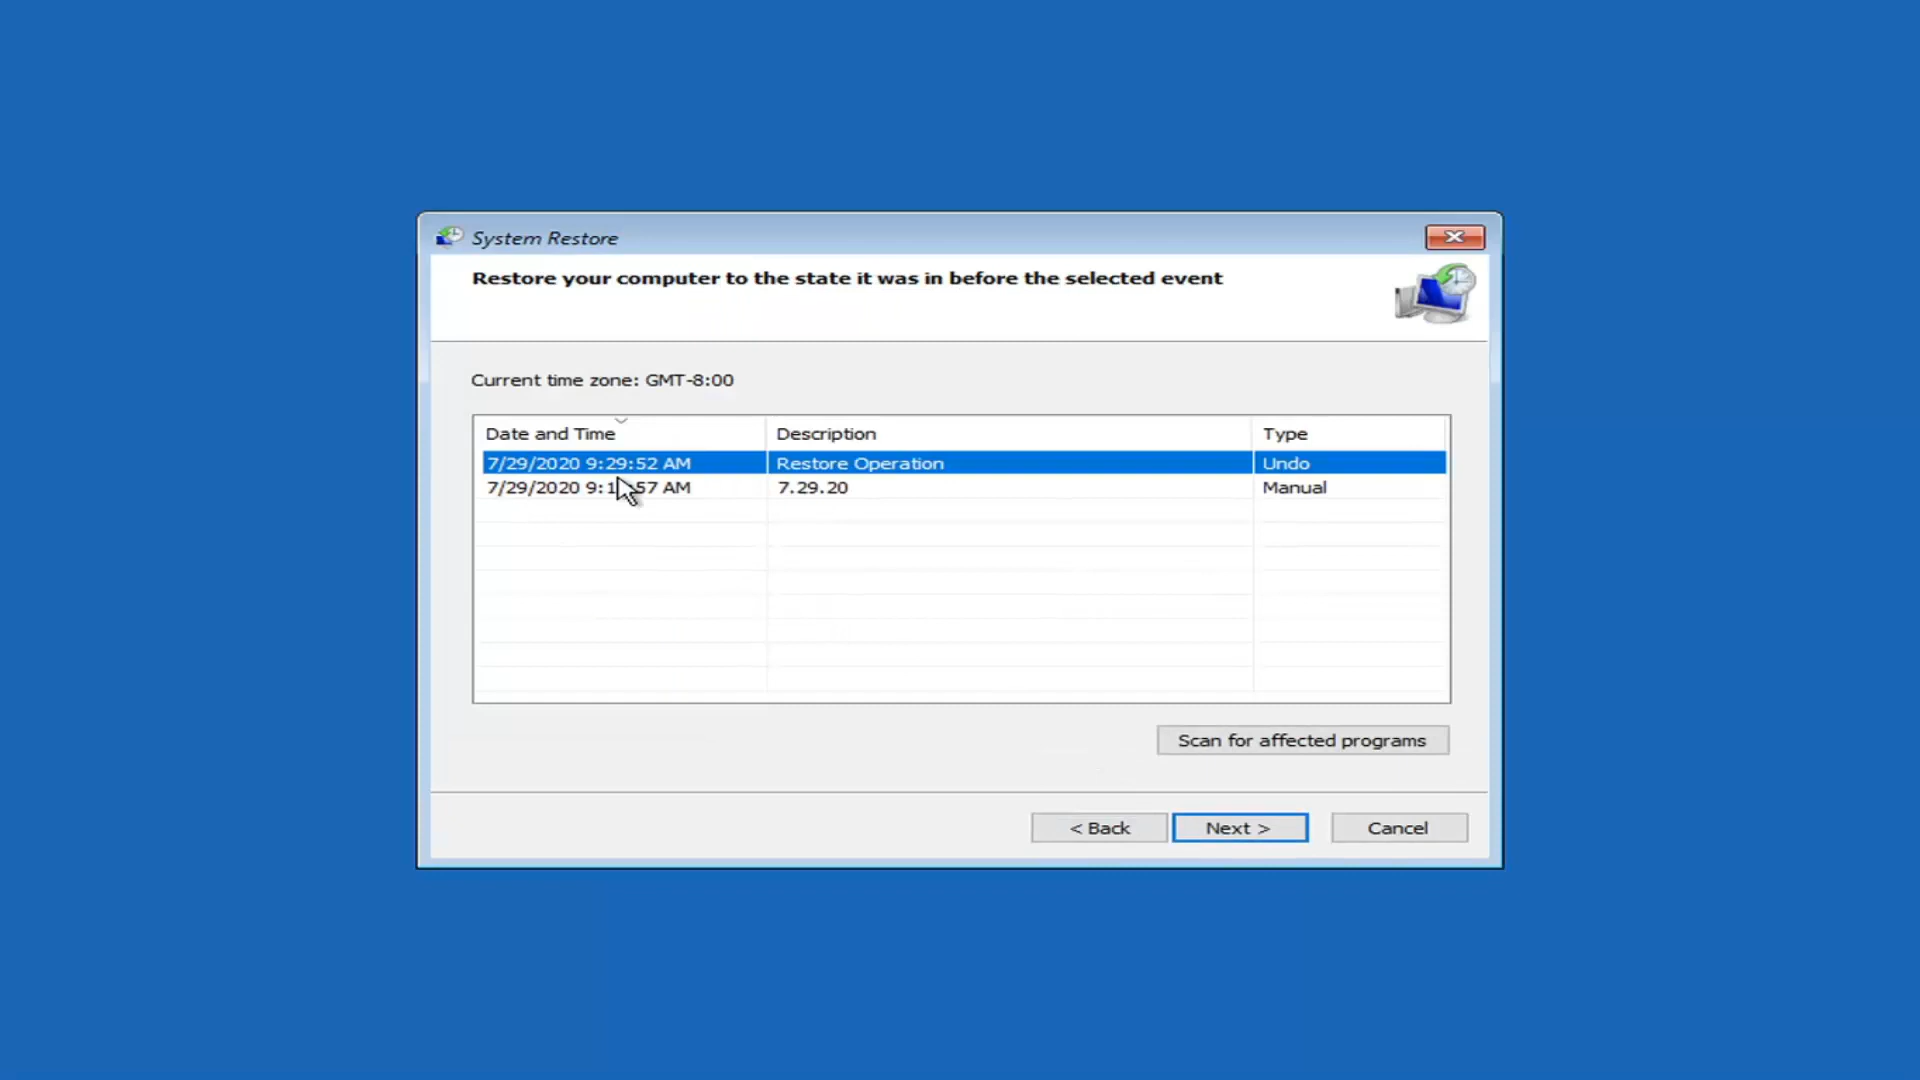 System Restore
Restore your computer to the state it was in before the selected event
Current time zone: GMT-8:00
Date and Time Description Type
7/29/2020 9:29:52 AM Restore Operation Undo
7/29/2020 AM 7.29.20 Manual
Scan for affected programs
< Back Next > Cancel